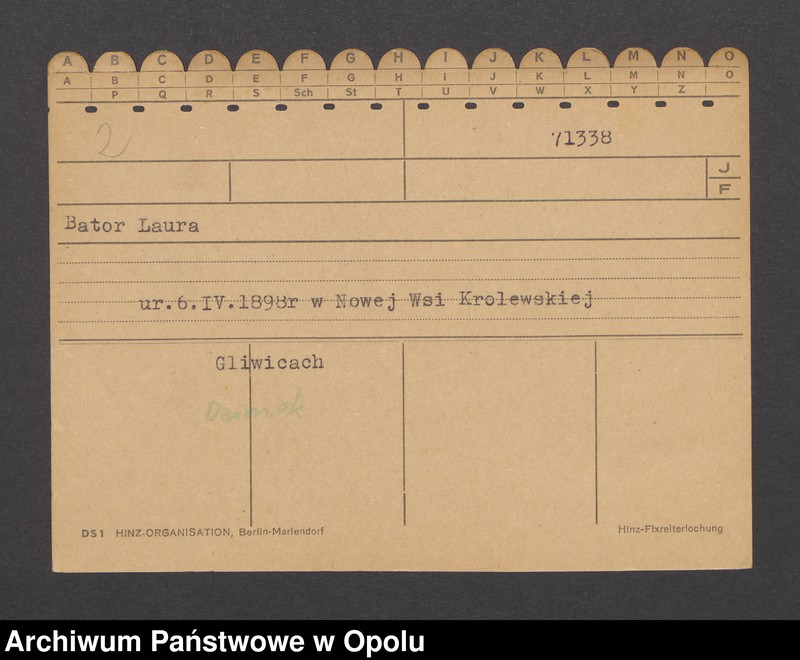 A B C D E F G H I J K L M N O
A B C D E F G H I J K L M N O
P Q R S Sch St T U V W X Y Z
2
71338
J
F
Bator Laura
ur.6.IV.1898r w Nowej Wsi Krolewskiej
Gliwicach
DS1 HINZ-ORGANISATION, Berlin-Mariendorf
Hinz-Fixreiterlochung
Archiwum Państwowe w Opolu